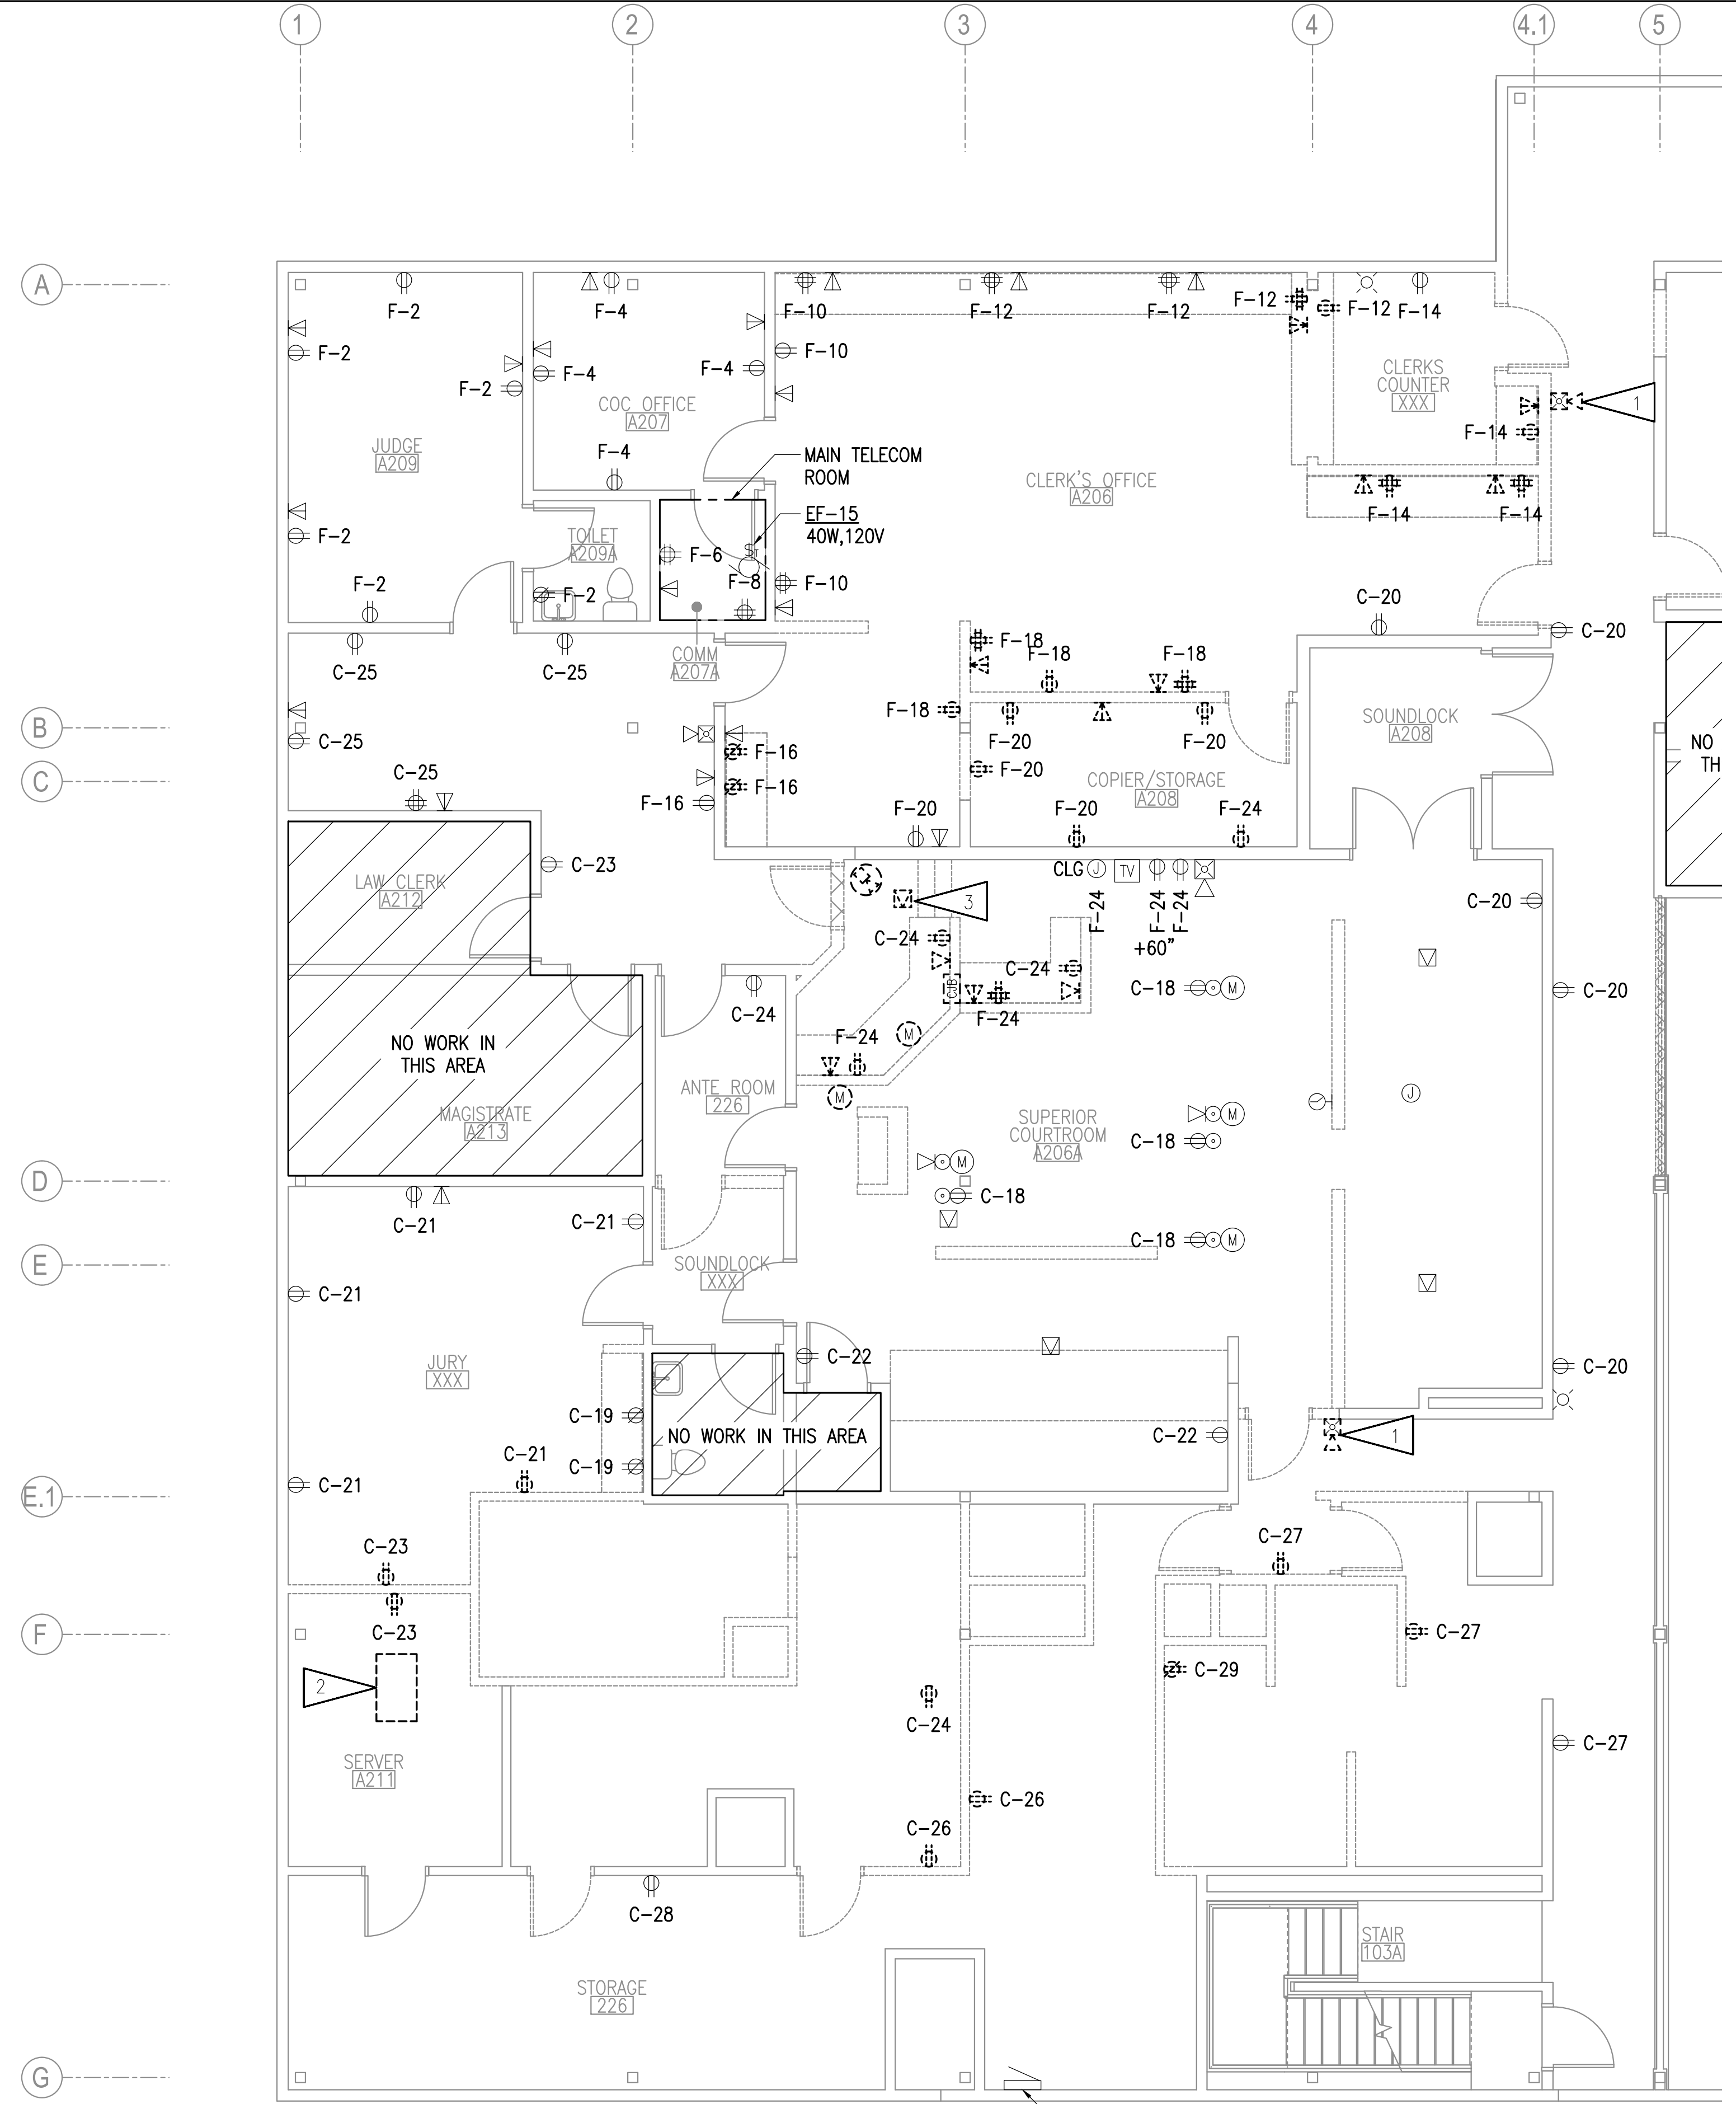 1
2
3
4
4.1
5
A
F-2
F-4
F-10
F-12
F-12
F-12
F-12
F-14
F-2
F-10
F-2
F-4
F-4
CLERKS
COUNTER
XXX
1
COC OFFICE
A207
F-14
JUDGE
A209
F-4
MAIN TELECOM
ROOM
CLERK'S OFFICE
A206
EF-15
40W,120V
F-14
F-14
F-2
TOILET
A209A
F-6
F-8
F-10
F-2
F-2
C-20
C-20
C-25
C-25
COMM
A207A
F-18
F-18
F-18
B
F-18
SOUNDLOCK
A208
C-25
F-16
F-20
F-20
NO
TH
C
C-25
F-16
F-20
COPIER/STORAGE
A208
F-16
F-20
F-20
F-24
C-23
CLG
J
TV
LAW CLERK
A212
3
F-24
F-24
F-24
C-20
C-24
+60"
C-24
CJB
C-18
M
C-20
C-24
F-24
NO WORK IN
THIS AREA
F-24
M
ANTE ROOM
226
M
J
MAGISTRATE
A213
SUPERIOR
COURTROOM
A206A
M
C-18
M
D
C-18
C-21
C-21
C-18
M
E
SOUNDLOCK
XXX
C-21
JURY
XXX
C-22
C-20
C-19
NO WORK IN THIS AREA
C-22
1
C-21
C-19
C-21
E.1
C-23
C-27
C-23
F
C-27
C-29
2
C-24
C-27
SERVER
A211
C-26
C-26
C-28
STAIR
103A
STORAGE
226
G